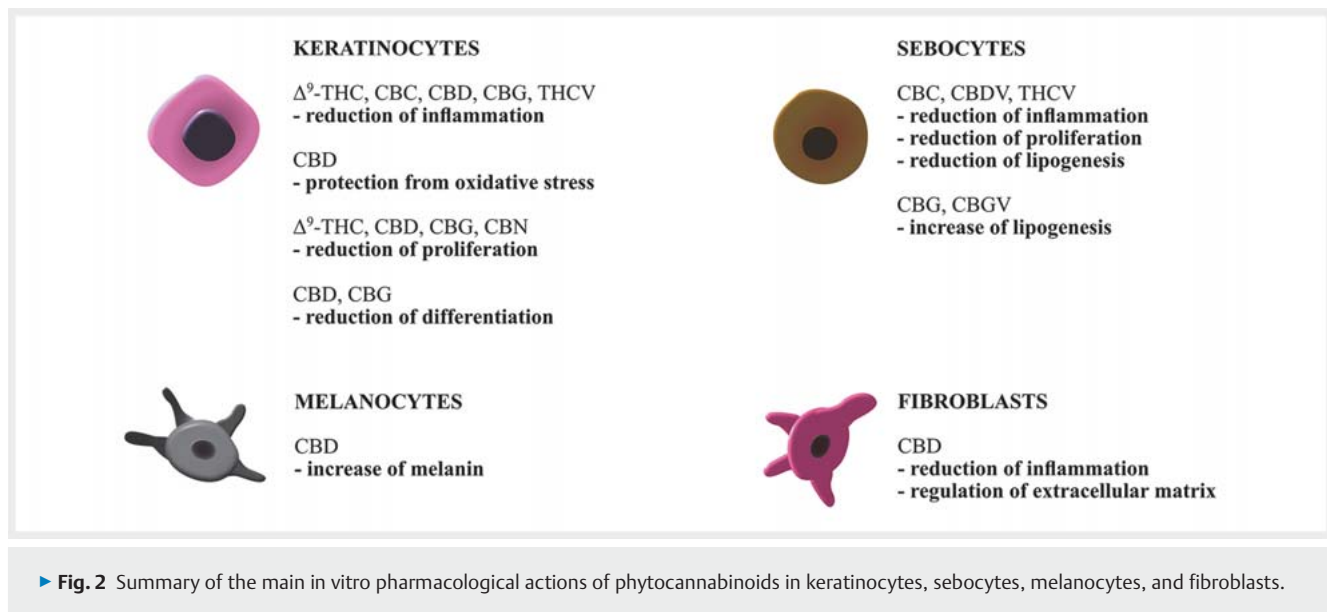 KERATINOCYTES
Δ⁹-THC, CBC, CBD, CBG, THCV
- reduction of inflammation
CBD
- protection from oxidative stress
Δ⁹-THC, CBD, CBG, CBN
- reduction of proliferation
CBD, CBG
- reduction of differentiation
SEBOCYTES
CBC, CBDV, THCV
- reduction of inflammation
- reduction of proliferation
- reduction of lipogenesis
CBG, CBGV
- increase of lipogenesis
MELANOCYTES
CBD
- increase of melanin
FIBROBLASTS
CBD
- reduction of inflammation
- regulation of extracellular matrix
► Fig. 2 Summary of the main in vitro pharmacological actions of phytocannabinoids in keratinocytes, sebocytes, melanocytes, and fibroblasts.